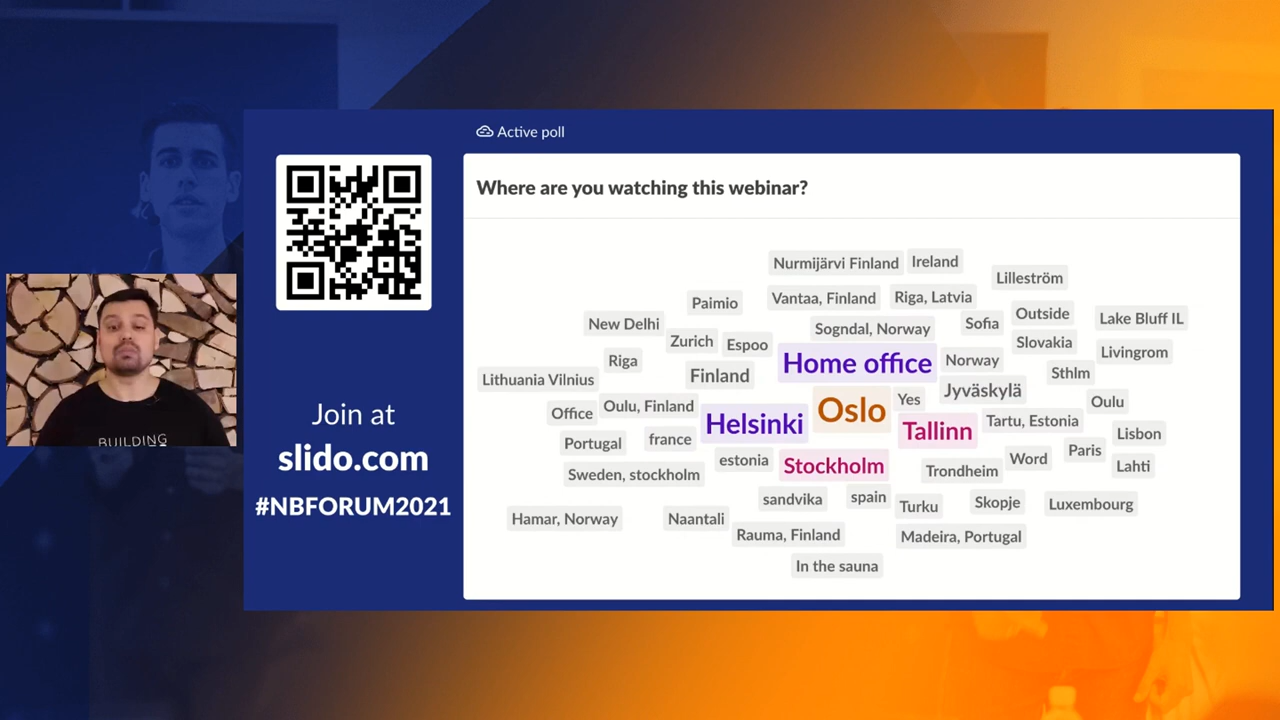 Active poll
Where are you watching this webinar?
Nurmijärvi Finland
Ireland
Lilleström
Paimio
Vantaa, Finland
Riga, Latvia
New Delhi
Zurich
Espoo
Sogndal, Norway
Sofia
Outside
Lake Bluff IL
Riga
Home office
Norway
Slovakia
Livingrom
Lithuania Vilnius
Finland
Jyväskylä
Sthlm
Office
Oulu, Finland
Helsinki
Oslo
Yes
Tallinn
Tartu, Estonia
Oulu
Portugal
france
Lisbon
Sweden, stockholm
estonia
Stockholm
Trondheim
Word
Paris
Lahti
sandvika
spain
Turku
Skopje
Luxembourg
Hamar, Norway
Naantali
Rauma, Finland
Madeira, Portugal
In the sauna
Join at
slido.com
#NBFORUM2021
BUILDING